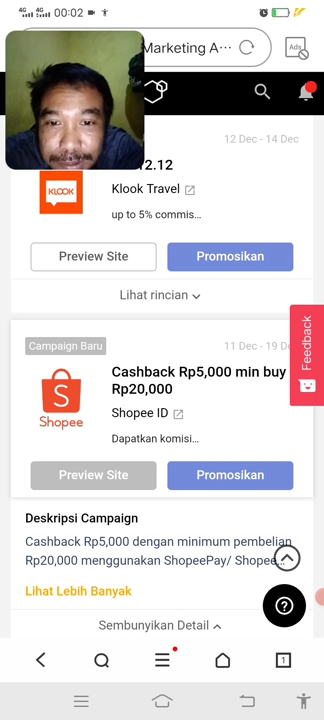 4G 4G 00:02
Marketing A···
Ads
12 Dec - 14 Dec
12.12
KLOOK
Klook Travel
up to 5% commis...
Preview Site
Promosikan
Lihat rincian
Feedback
Campaign Baru
11 Dec - 19 De
Cashback Rp5,000 min buy
Rp20,000
Shopee
Shopee ID
Dapatkan komisi...
Preview Site
Promosikan
Deskripsi Campaign
Cashback Rp5,000 dengan minimum pembelian
Rp20,000 menggunakan ShopeePay/ Shopee...
Lihat Lebih Banyak
Sembunyikan Detail
1